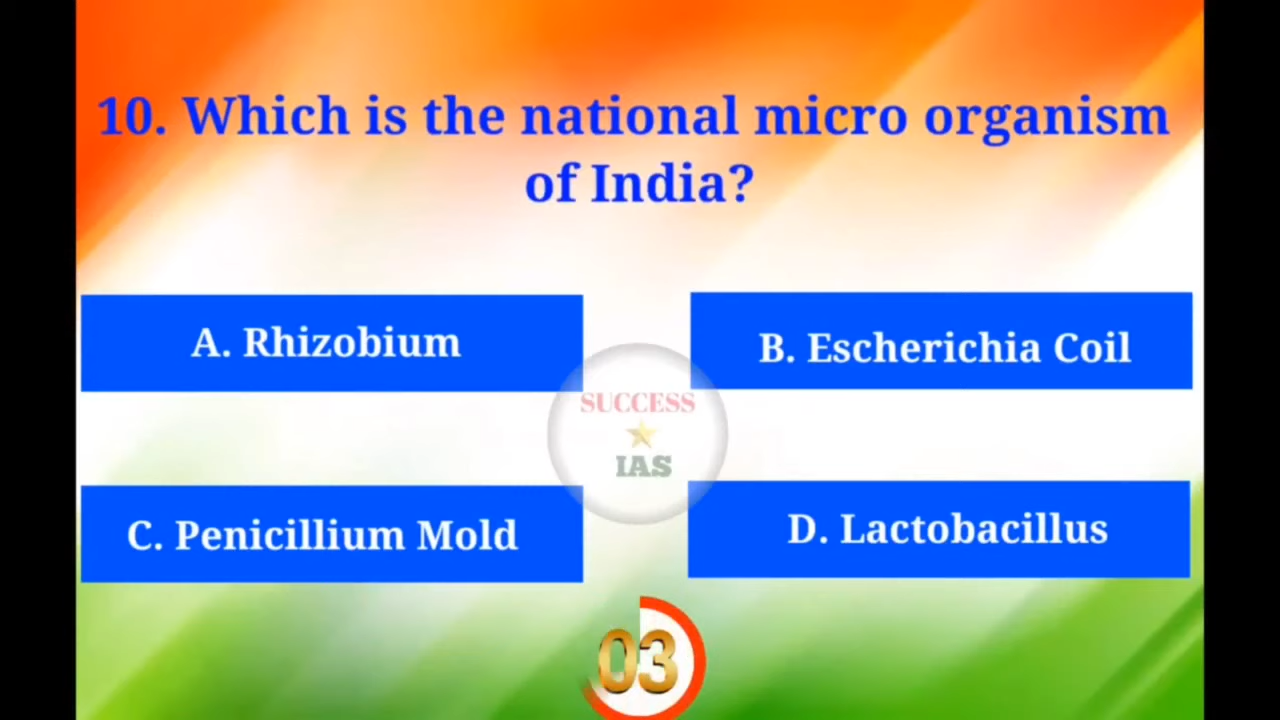 10. Which is the national micro organism
of India?
A. Rhizobium
B. Escherichia Coil
SUCCESS
IAS
C. Penicillium Mold
D. Lactobacillus
03